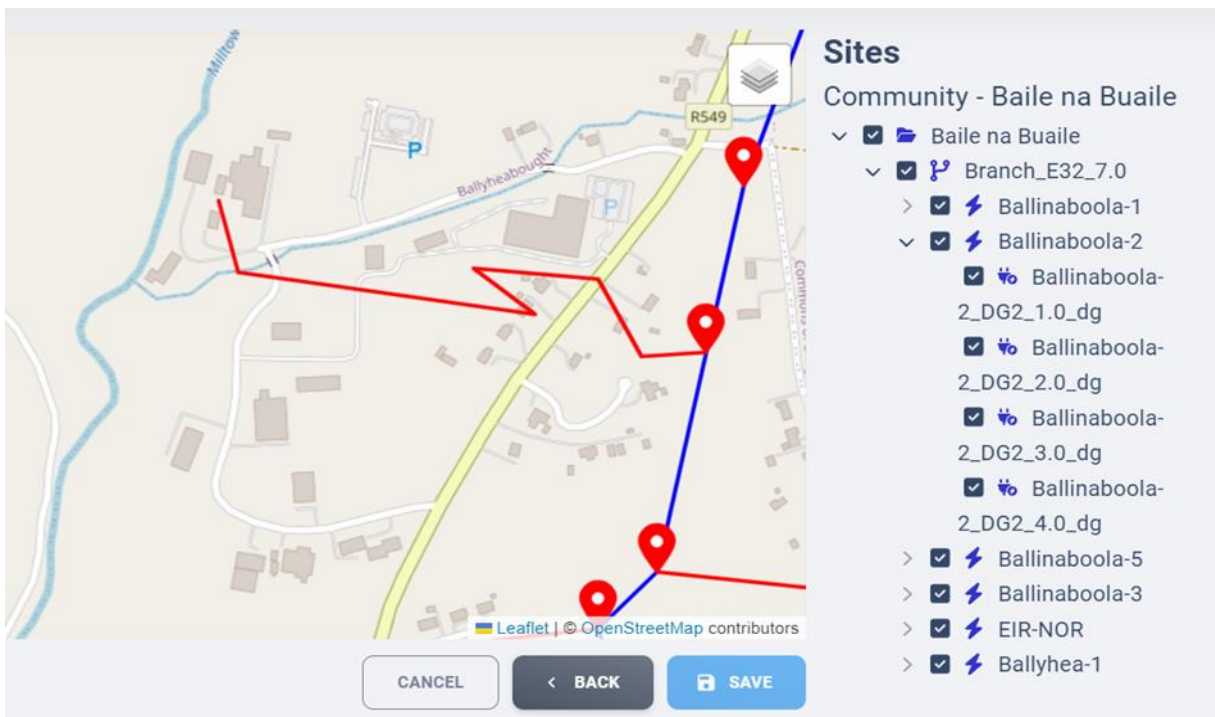 Milltow
R549
P
Ballyheabought
P
Leaflet | © OpenStreetMap contributors
CANCEL
BACK
SAVE
Sites
Community - Baile na Buaile
Baile na Buaile
Branch_E32_7.0
Ballinaboola-1
Ballinaboola-2
Ballinaboola-
2_DG2_1.0_dg
Ballinaboola-
2_DG2_2.0_dg
Ballinaboola-
2_DG2_3.0_dg
Ballinaboola-
2_DG2_4.0_dg
Ballinaboola-5
Ballinaboola-3
EIR-NOR
Ballyhea-1